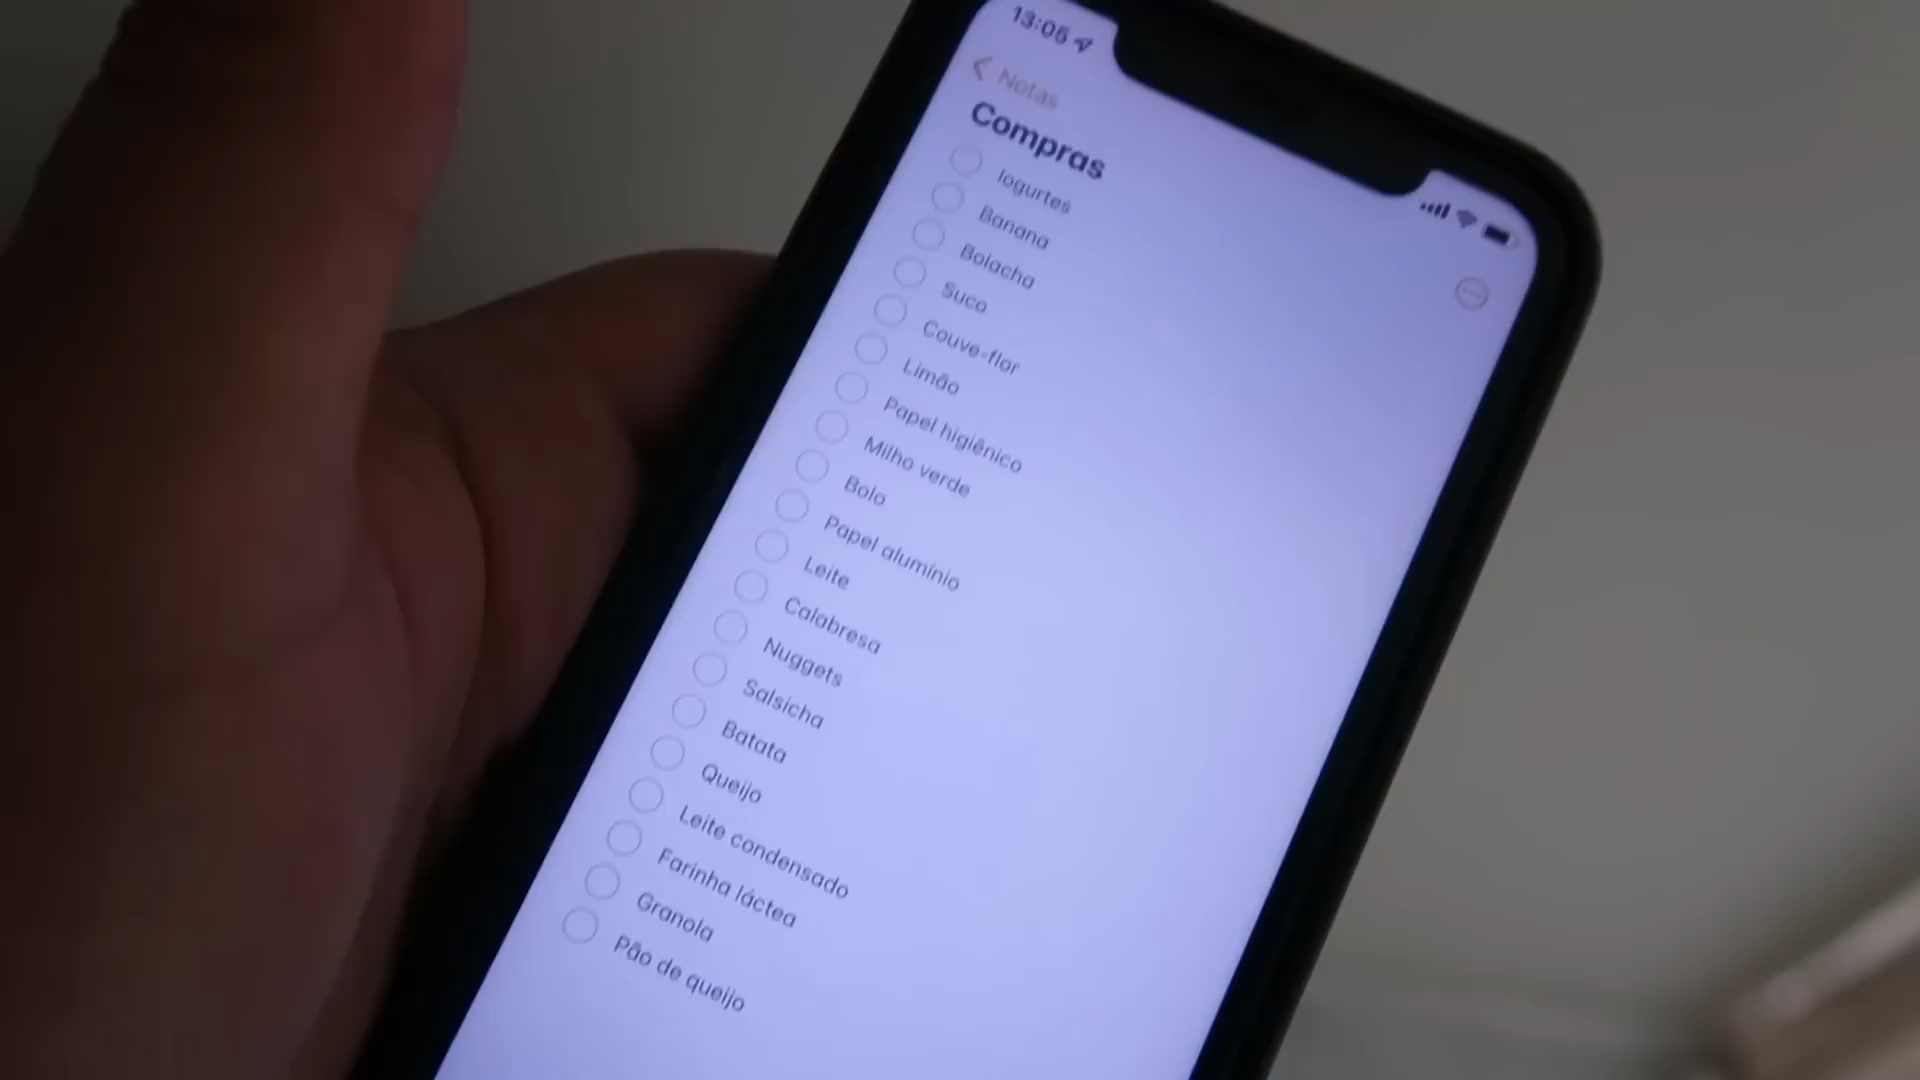 13:05
Notas
Compras
Iogurtes
Banana
Bolacha
Suco
Couve-flor
Limão
Papel higiênico
Milho verde
Bolo
Papel alumínio
Leite
Calabresa
Nuggets
Salsicha
Batata
Queijo
Leite condensado
Farinha láctea
Granola
Pão de queijo